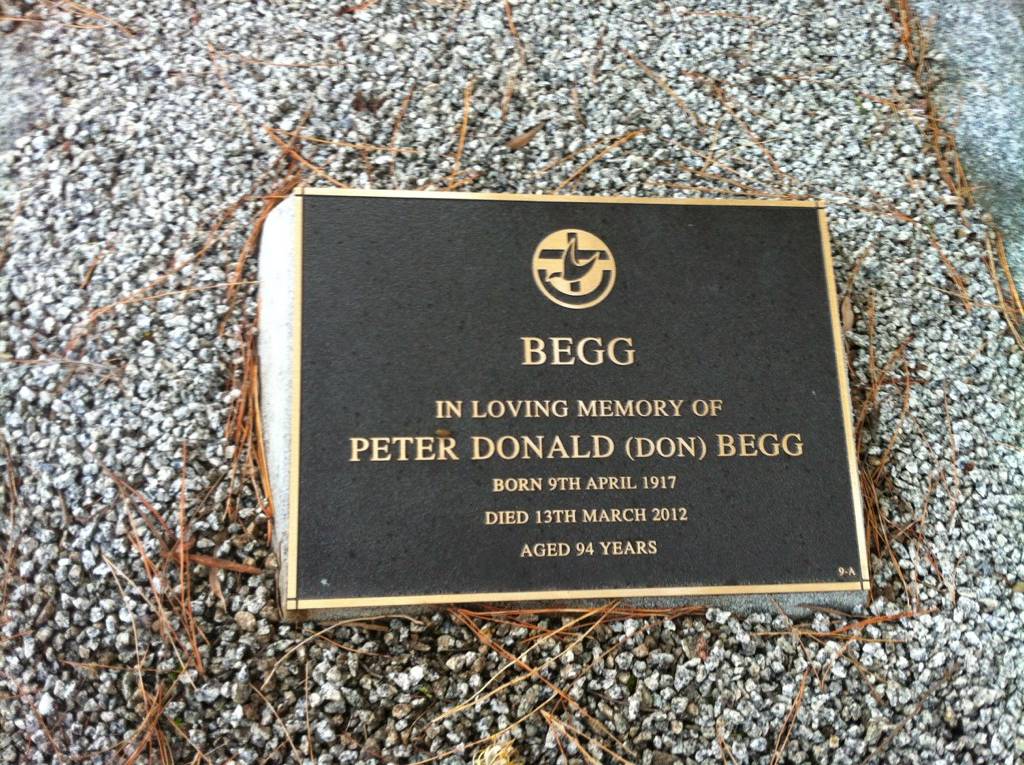 BEGG
IN LOVING MEMORY OF
PETER DONALD (DON) BEGG
BORN 9TH APRIL 1917
DIED 13TH MARCH 2012
AGED 94 YEARS
9-A